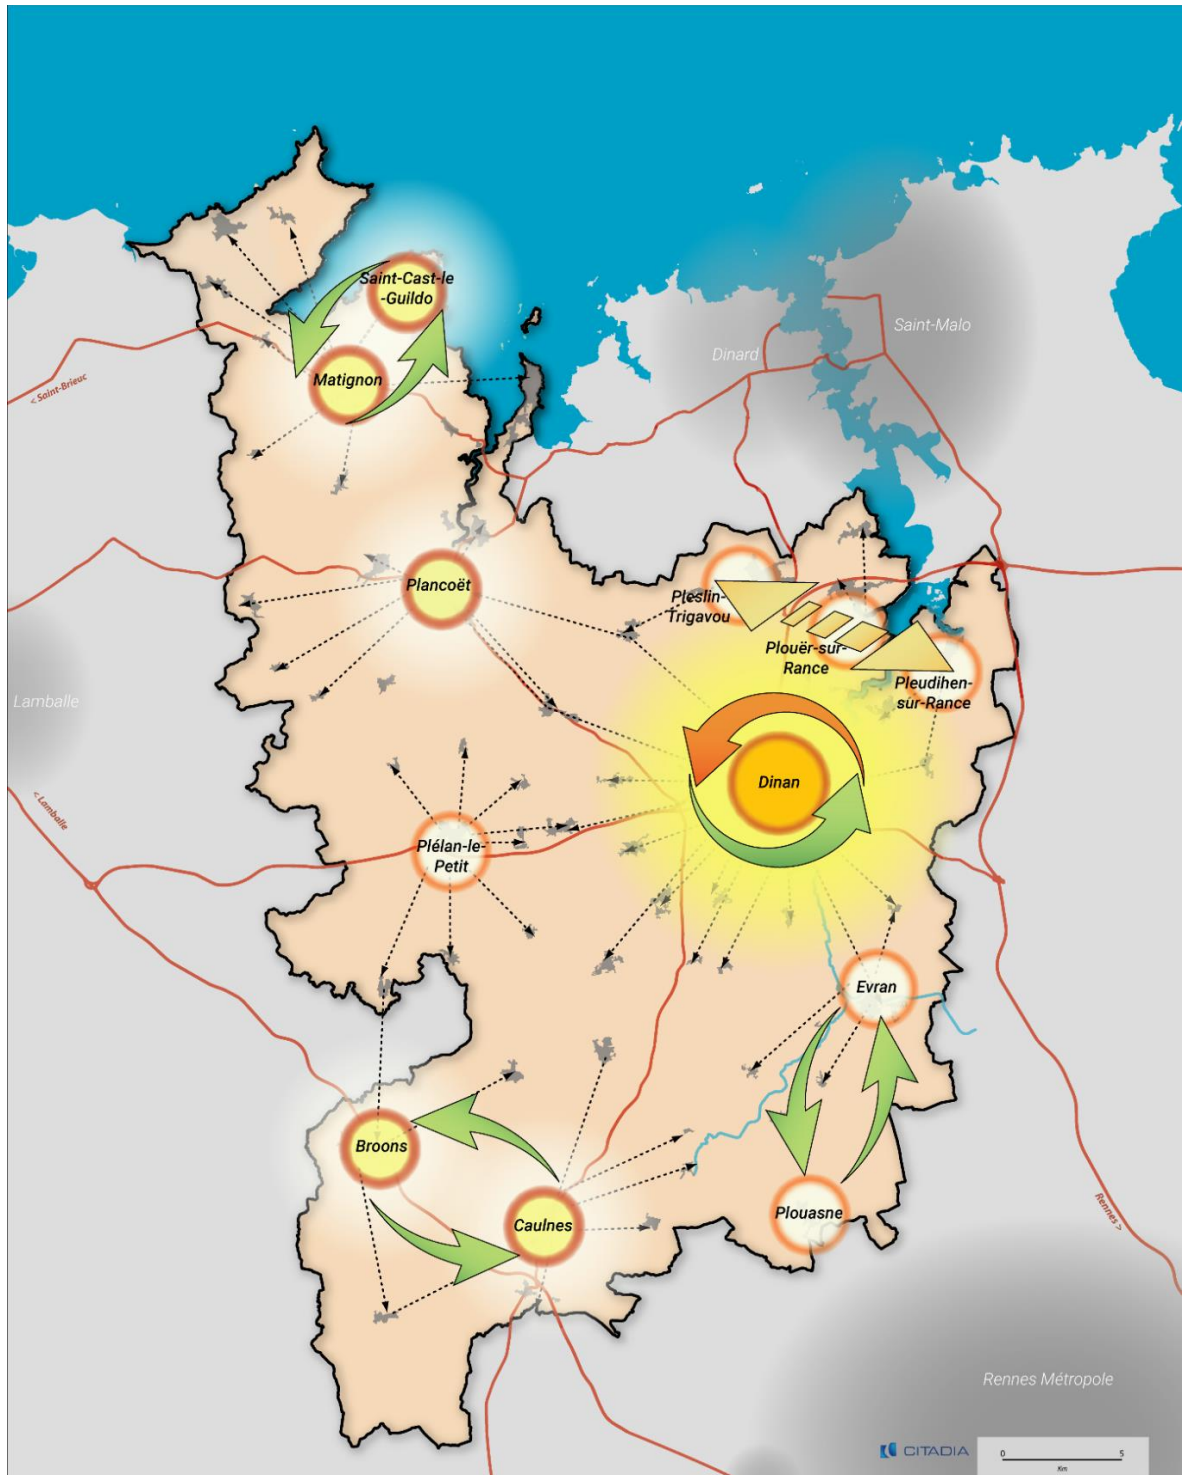 Saint-Cast-le
-Guildo
Saint-Malo
Dinard
Matignon
< Saint-Brieuc
Plancoët
Pleslin-
Trigavou
Plouër-sur-
Rance
Pleudihen-
sur-Rance
Lamballe
Dinan
< Lamballe
Plélan-le-
Petit
Evran
Broons
Caulnes
Plouasne
Rennes >
Rennes Métropole
CITADIA
0 5
Km